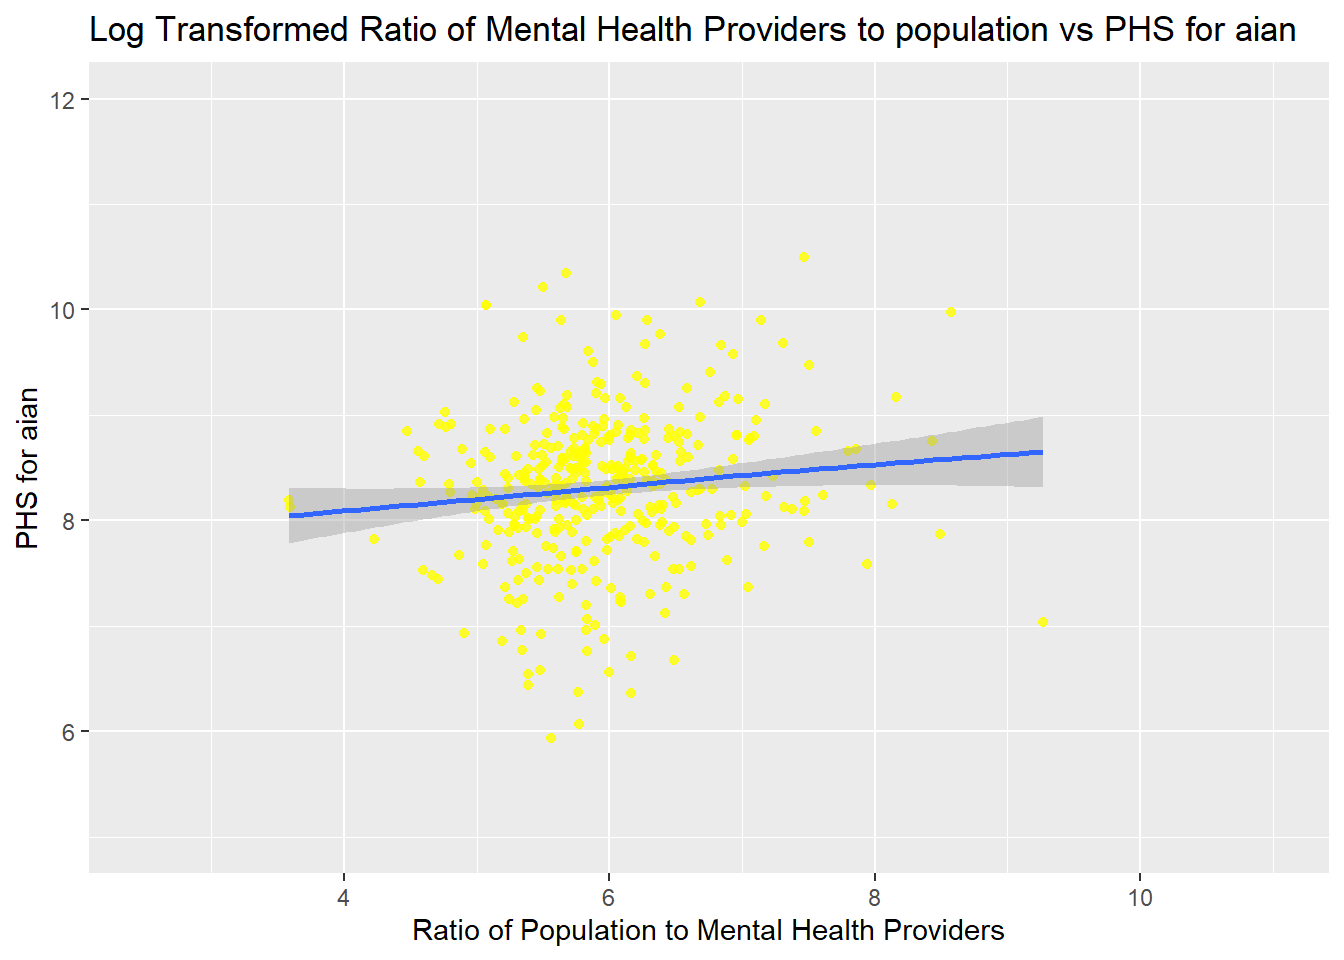 Log Transformed Ratio of Mental Health Providers to population vs PHS for aian
12
10
8
6
PHS for aian
4 6 8 10
Ratio of Population to Mental Health Providers